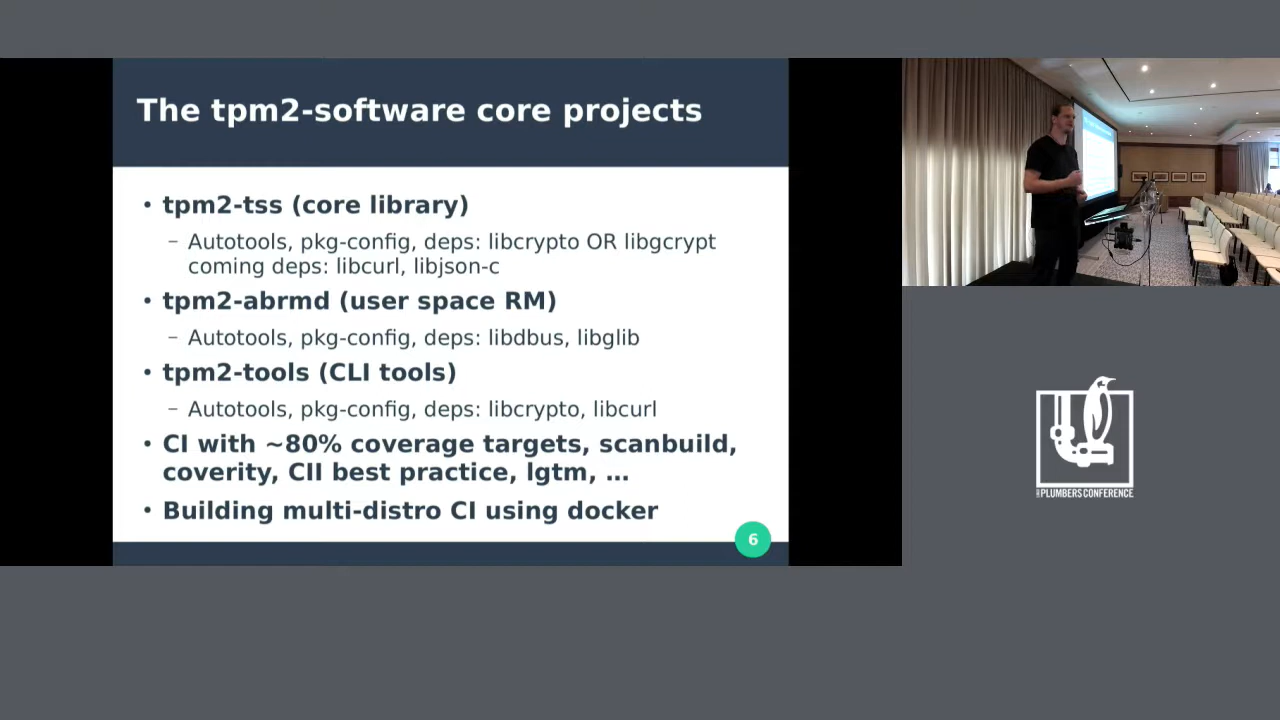 The tpm2-software core projects
• tpm2-tss (core library)
– Autotools, pkg-config, deps: libcrypto OR libgcrypt
coming deps: libcurl, libjson-c
• tpm2-abrmd (user space RM)
– Autotools, pkg-config, deps: libdbus, libglib
• tpm2-tools (CLI tools)
– Autotools, pkg-config, deps: libcrypto, libcurl
• CI with ~80% coverage targets, scanbuild,
coverity, CII best practice, lgtm, …
• Building multi-distro CI using docker
6
PLUMBERS CONFERENCE